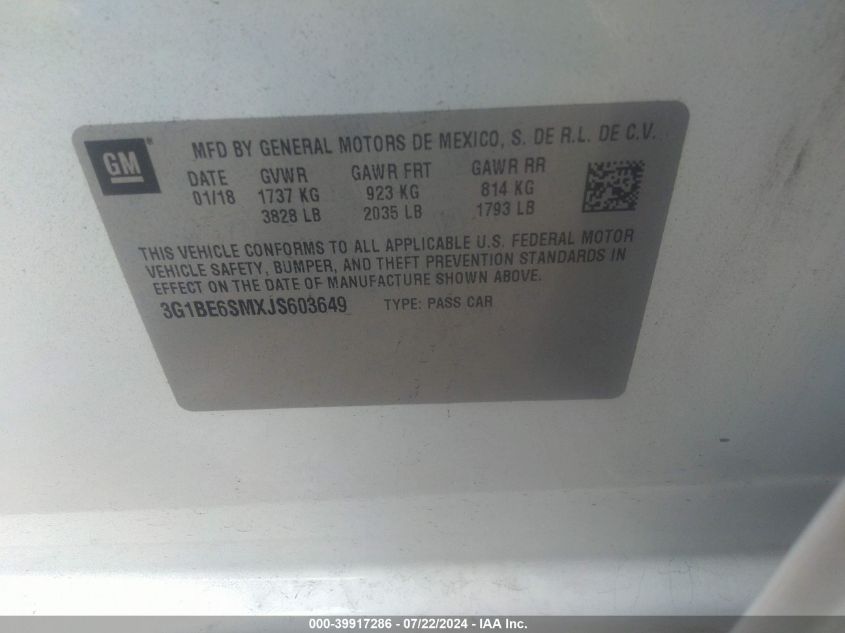 GM®
MFD BY GENERAL MOTORS DE MEXICO, S. DE R.L. DE C.V.
DATE GVWR GAWR FRT GAWR RR
01/18 1737 KG 923 KG 814 KG
3828 LB 2035 LB 1793 LB
THIS VEHICLE CONFORMS TO ALL APPLICABLE U.S. FEDERAL MOTOR
VEHICLE SAFETY, BUMPER, AND THEFT PREVENTION STANDARDS IN
EFFECT ON THE DATE OF MANUFACTURE SHOWN ABOVE.
3G1BE6SMXJS603649 TYPE: PASS CAR
000-39917286 - 07/22/2024 - IAA Inc.